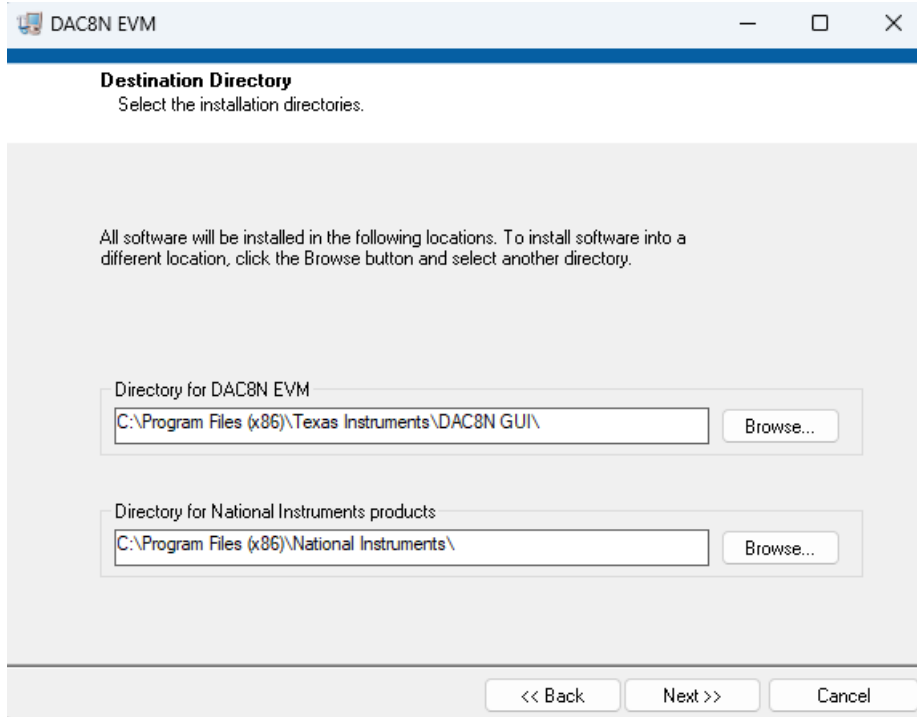 DAC8N EVM
Destination Directory
Select the installation directories.
All software will be installed in the following locations. To install software into a
different location, click the Browse button and select another directory.
Directory for DAC8N EVM
C:\Program Files (x86)\Texas Instruments\DAC8N GUI\
Browse...
Directory for National Instruments products
C:\Program Files (x86)\National Instruments\
Browse...
<< Back
Next >>
Cancel